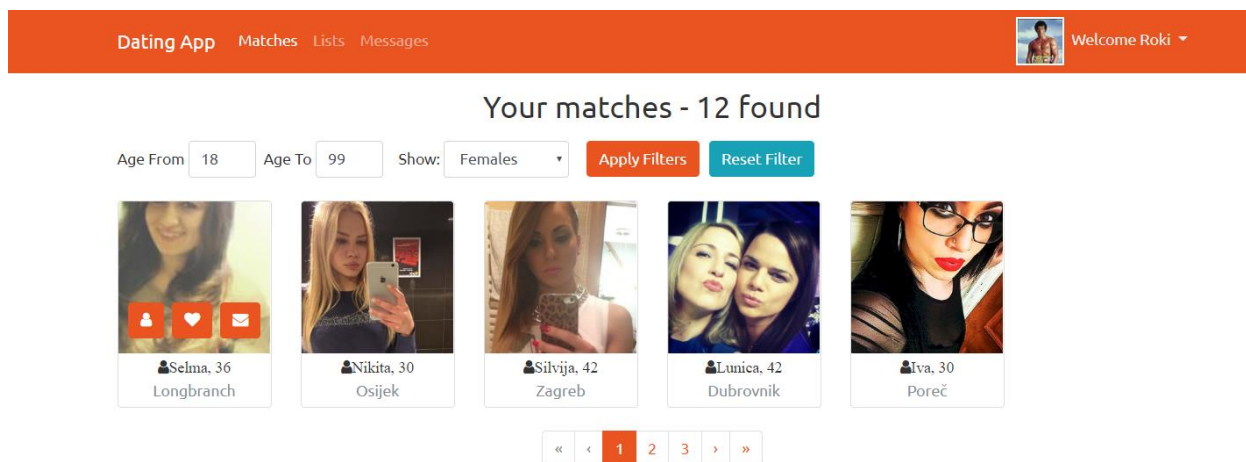 Dating App Matches Lists Messages Welcome Roki
Your matches - 12 found
Age From 18 Age To 99 Show: Females Apply Filters Reset Filter
Selma, 36 Nikita, 30 Silvija, 42 Lunica, 42 Iva, 30
Longbranch Osijek Zagreb Dubrovnik Poreč
« ‹ 1 2 3 › »